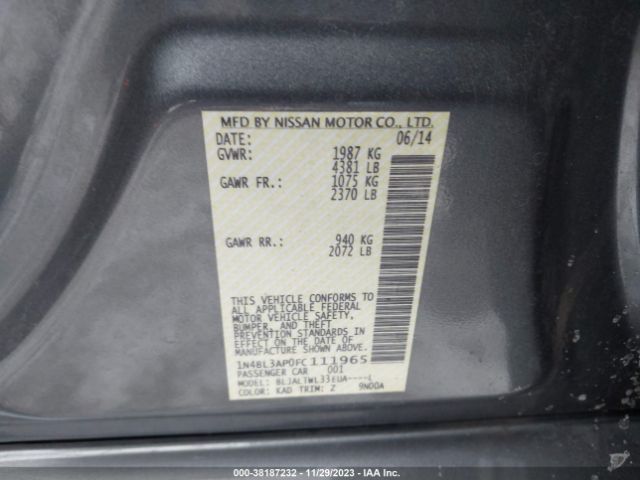 MFD BY NISSAN MOTOR CO., LTD.
DATE: 06/14
GVWR: 1987 KG
4381 LB
GAWR FR.: 1075 KG
2370 LB
GAWR RR.: 940 KG
2072 LB
THIS VEHICLE CONFORMS TO
ALL APPLICABLE FEDERAL
MOTOR VEHICLE SAFETY,
BUMPER, AND THEFT
PREVENTION STANDARDS IN
EFFECT ON THE DATE OF
MANUFACTURE SHOWN ABOVE.
1N4BL3AP0FC111965
PASSENGER CAR 001
MODEL: BLJALTWL33EUA----L
COLOR: KAD TRIM: Z 9N00A
000-38187232 - 11/29/2023 - IAA Inc.